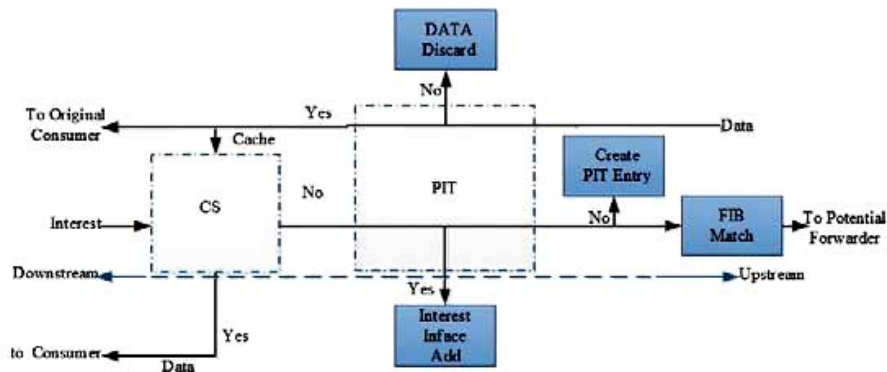 DATA
Discard
No
To Original
Consumer
Yes
Data
Cache
Create
PIT Entry
CS
No
PIT
Interest
No
FIB
Match
To Potential
Forwarder
Downstream
Upstream
Yes
Interest
Inface
Add
Yes
to Consumer
Data